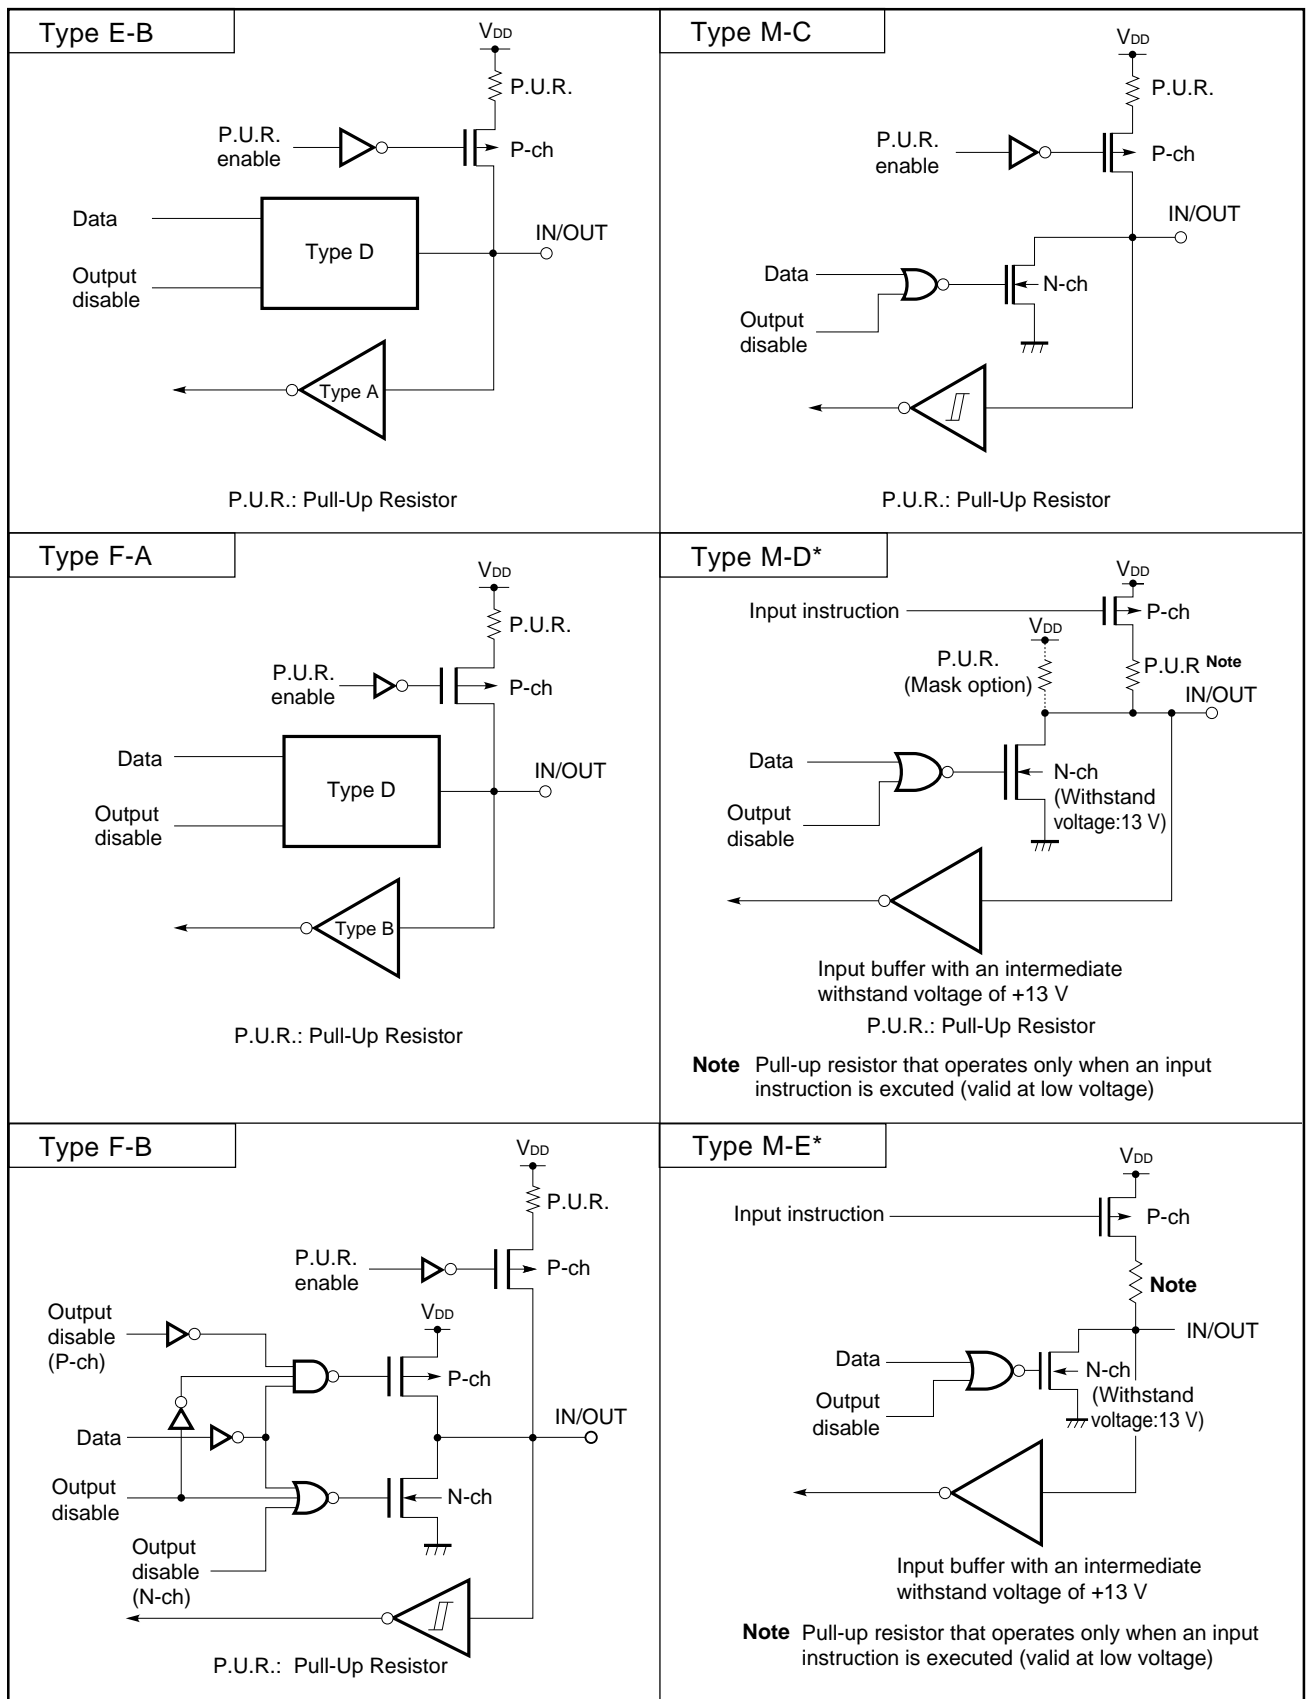 Type E-B
VDD
P.U.R.
P.U.R.
enable
P-ch
Data
Output
disable
Type D
IN/OUT
Type A
P.U.R.: Pull-Up Resistor
Type M-C
VDD
P.U.R.
P.U.R.
enable
P-ch
IN/OUT
Data
Output
disable
N-ch
P.U.R.: Pull-Up Resistor
Type F-A
VDD
P.U.R.
P.U.R.
enable
P-ch
Data
Output
disable
Type D
IN/OUT
Type B
P.U.R.: Pull-Up Resistor
Type M-D*
VDD
Input instruction
P-ch
VDD
P.U.R.
(Mask option)
P.U.R Note
IN/OUT
Data
Output
disable
N-ch
(Withstand
voltage:13 V)
Input buffer with an intermediate
withstand voltage of +13 V
P.U.R.: Pull-Up Resistor
Note Pull-up resistor that operates only when an input
instruction is excuted (valid at low voltage)
Type F-B
VDD
P.U.R.
P.U.R.
enable
P-ch
Output
disable
(P-ch)
VDD
P-ch
Data
IN/OUT
Output
disable
N-ch
Output
disable
(N-ch)
P.U.R.: Pull-Up Resistor
Type M-E*
VDD
Input instruction
P-ch
Note
IN/OUT
Data
Output
disable
N-ch
(Withstand
voltage:13 V)
Input buffer with an intermediate
withstand voltage of +13 V
Note Pull-up resistor that operates only when an input
instruction is executed (valid at low voltage)